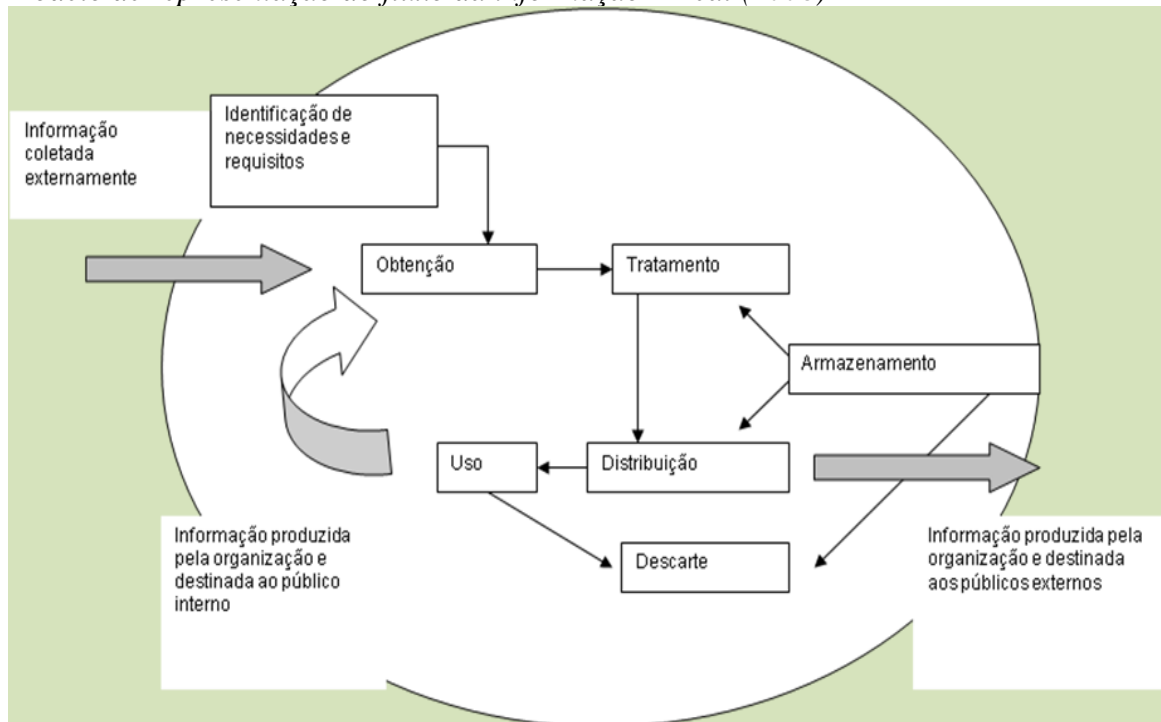 Informação
coletada
externamente
Identificação de
necessidades e
requisitos
Obtenção
Tratamento
Armazenamento
Uso
Distribuição
Descarte
Informação produzida
pela organização e
destinada ao público
interno
Informação produzida pela
organização e destinada
aos públicos externos